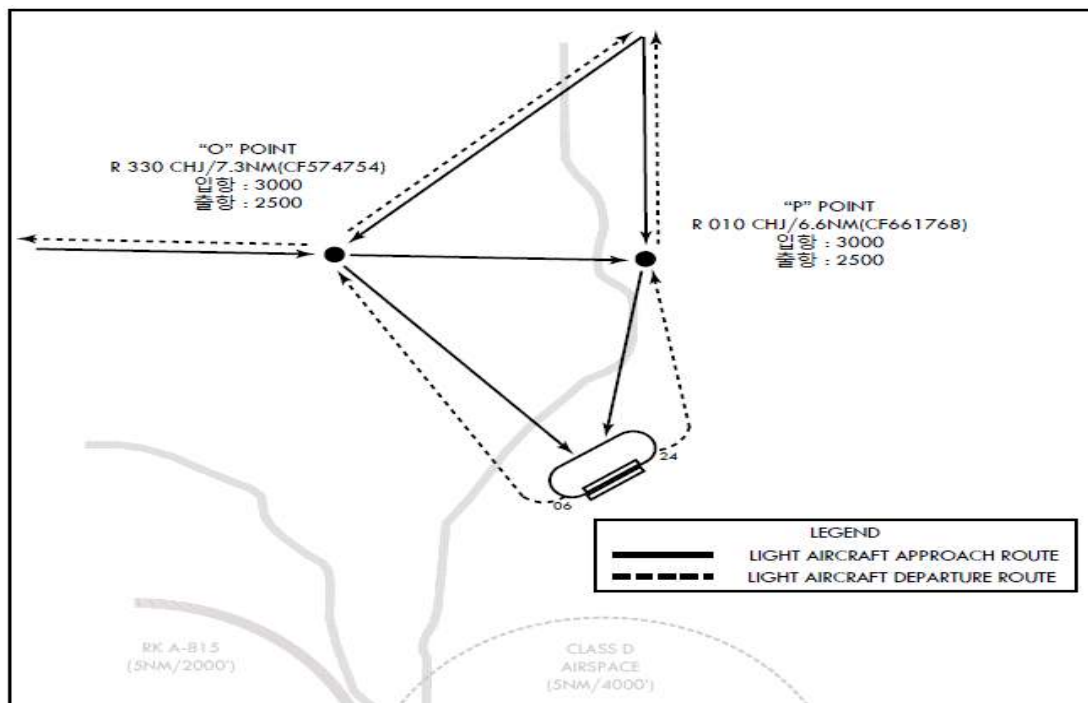 “O” POINT
R 330 CHJ/7.3NM(CF574754)
입항 : 3000
출항 : 2500
“P” POINT
R 010 CHJ/6.6NM(CF661768)
입항 : 3000
출항 : 2500
24
06
LEGEND
LIGHT AIRCRAFT APPROACH ROUTE
LIGHT AIRCRAFT DEPARTURE ROUTE
RK A-815
(5NM/2000')
CLASS D
AIRSPACE
(5NM/4000')